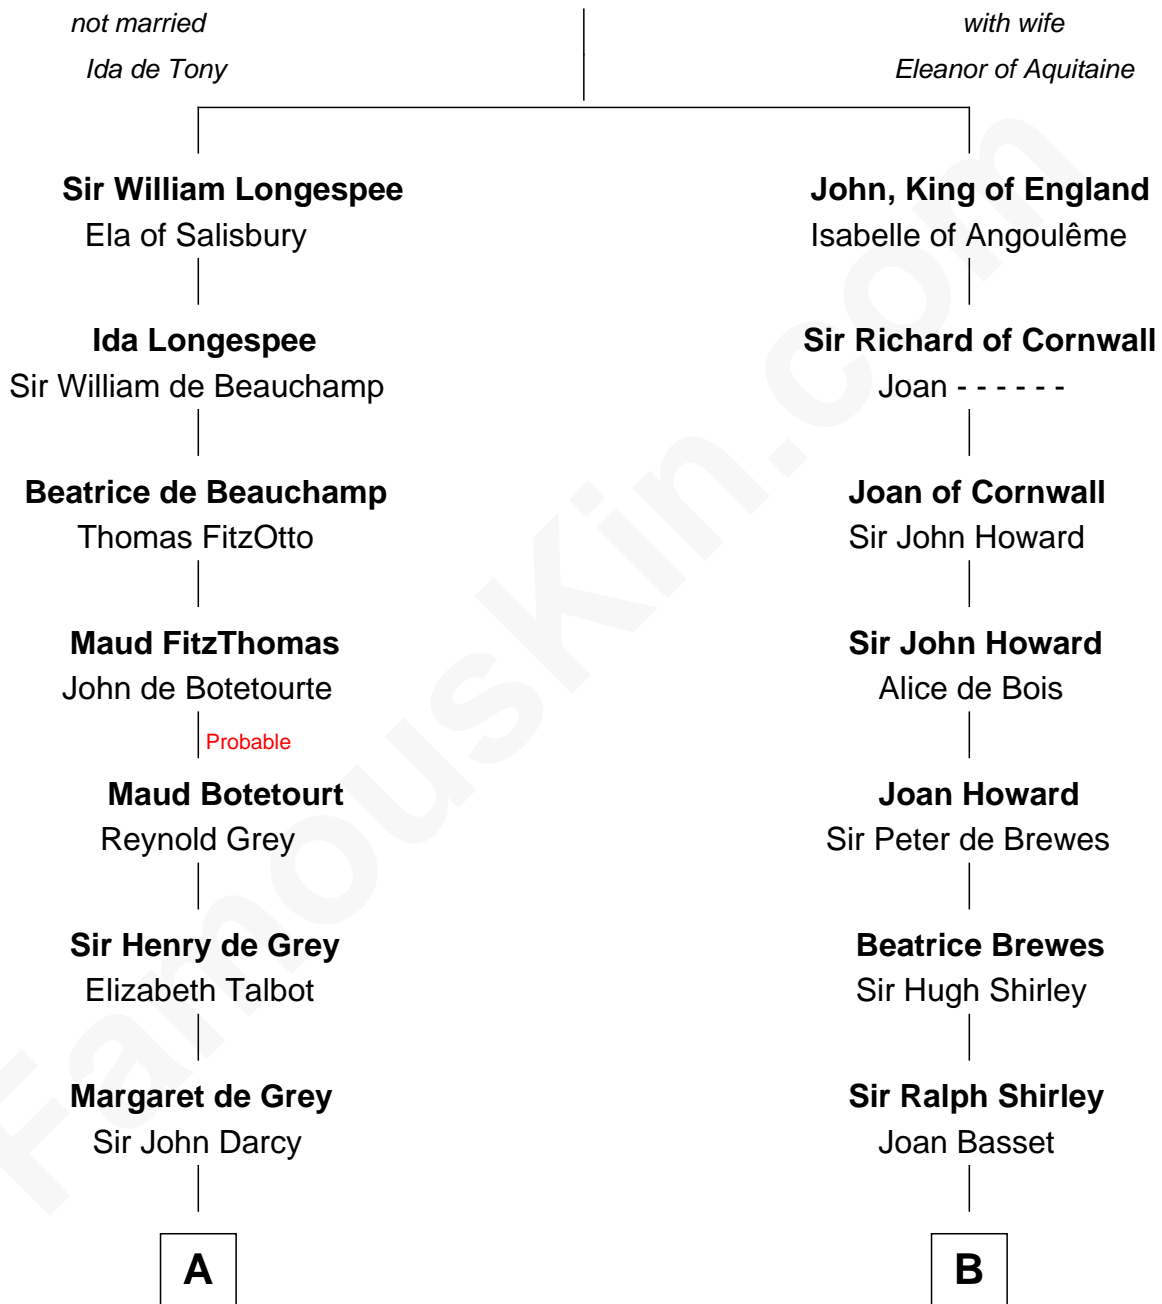 not married
with wife
Ida de Tony
Eleanor of Aquitaine
Sir William Longespee
John, King of England
Ela of Salisbury
Isabelle of Angoulême
Ida Longespee
Sir Richard of Cornwall
Sir William de Beauchamp
Joan - - - - - -
Beatrice de Beauchamp
Joan of Cornwall
Thomas FitzOtto
Sir John Howard
Maud FitzThomas
Sir John Howard
John de Botetourte
Alice de Bois
Probable
Maud Botetourt
Joan Howard
Reynold Grey
Sir Peter de Brewes
Sir Henry de Grey
Beatrice Brewes
Elizabeth Talbot
Sir Hugh Shirley
Margaret de Grey
Sir Ralph Shirley
Sir John Darcy
Joan Basset
A
B
FamousKin.com